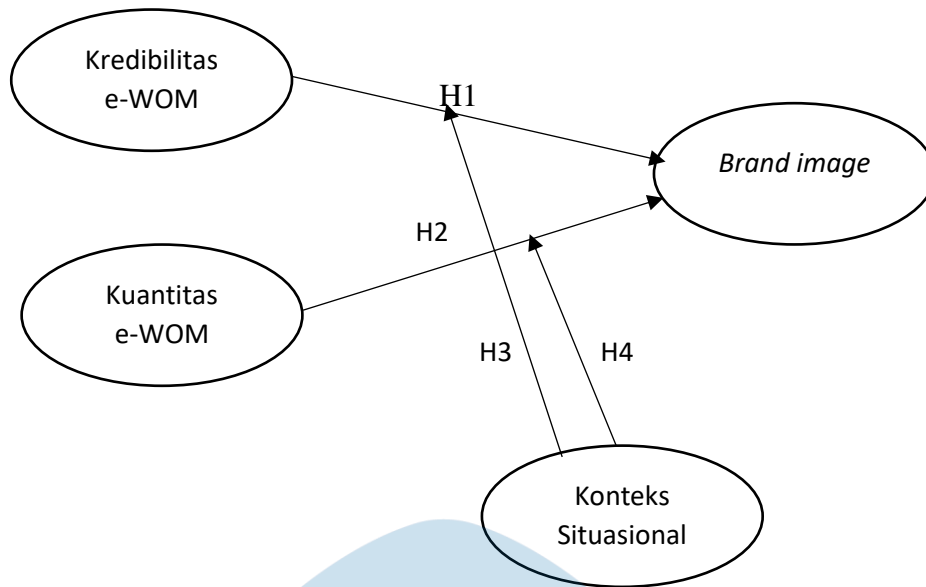 Kredibilitas
e-WOM
H1
Brand image
H2
Kuantitas
e-WOM
H3
H4
Konteks
Situasional